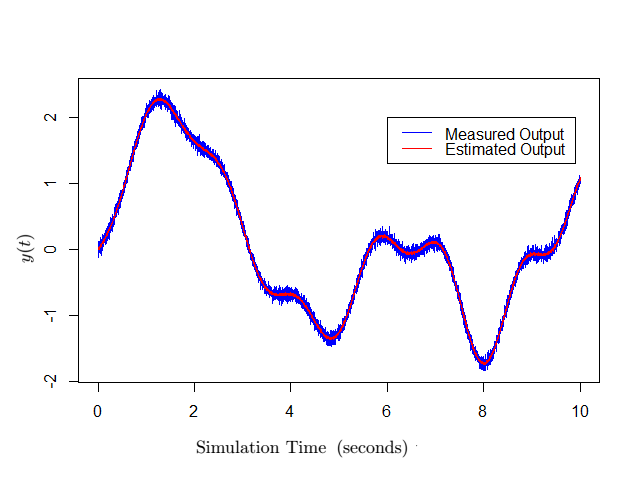 2
1
0
-1
-2
y(t)
Measured Output
Estimated Output
0 2 4 6 8 10
Simulation Time (seconds)